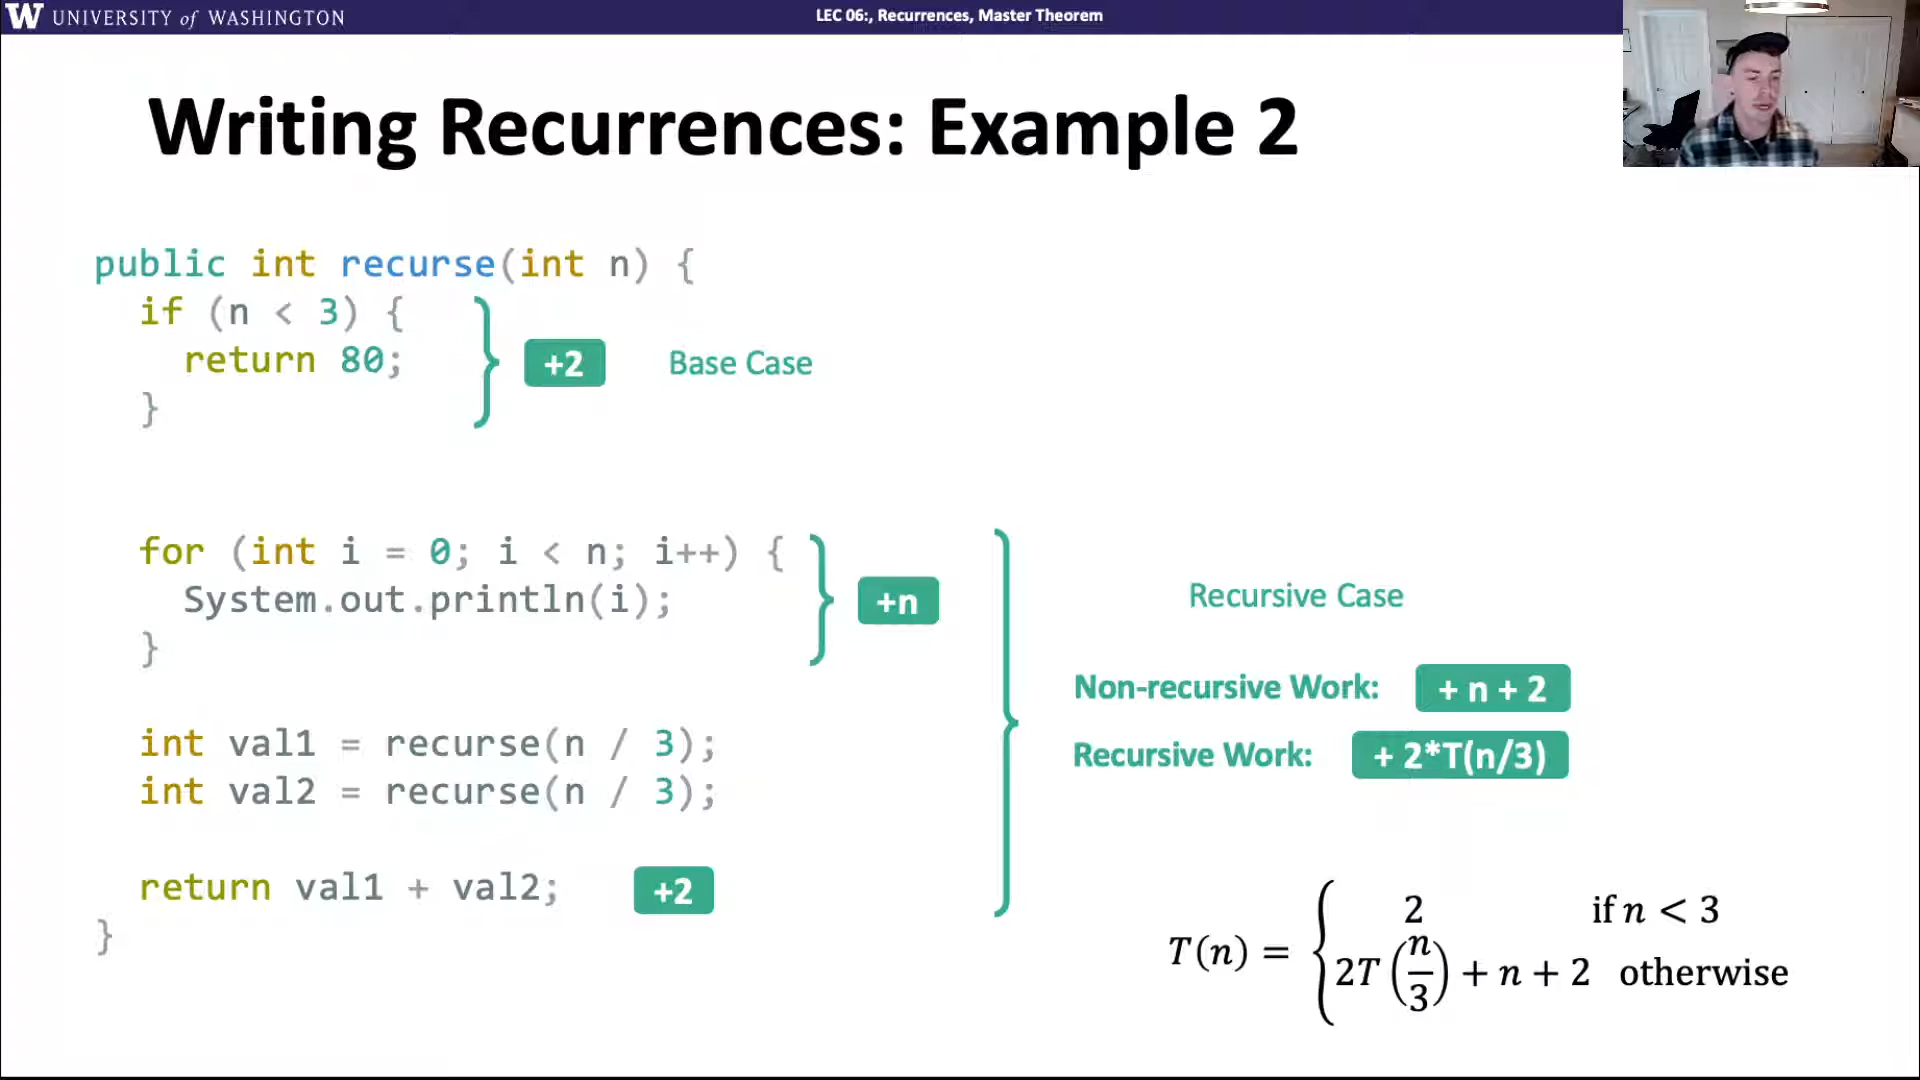 W UNIVERSITY of WASHINGTON
LEC 06:, Recurrences, Master Theorem
Writing Recurrences: Example 2
public int recurse(int n) {
if (n < 3) {
return 80;
}
+2
Base Case
for (int i = 0; i < n; i++) {
System.out.println(i);
}
+n
int val1 = recurse(n / 3);
int val2 = recurse(n / 3);
return val1 + val2;
+2
}
Recursive Case
Non-recursive Work: + n + 2
Recursive Work: + 2*T(n/3)
T(n) = { 2 if n < 3
2T(n/3) + n + 2 otherwise